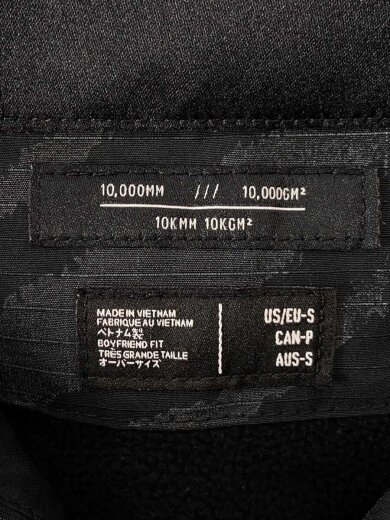 10,000MM /// 10,000GM²
10KMM 10KGM²
MADE IN VIETNAM
FABRIQUE AU VIETNAM
ベトナム製
BOYFRIEND FIT
TRÈS GRANDE TAILLE
オーバーサイズ
US/EU-S
CAN-P
AUS-S